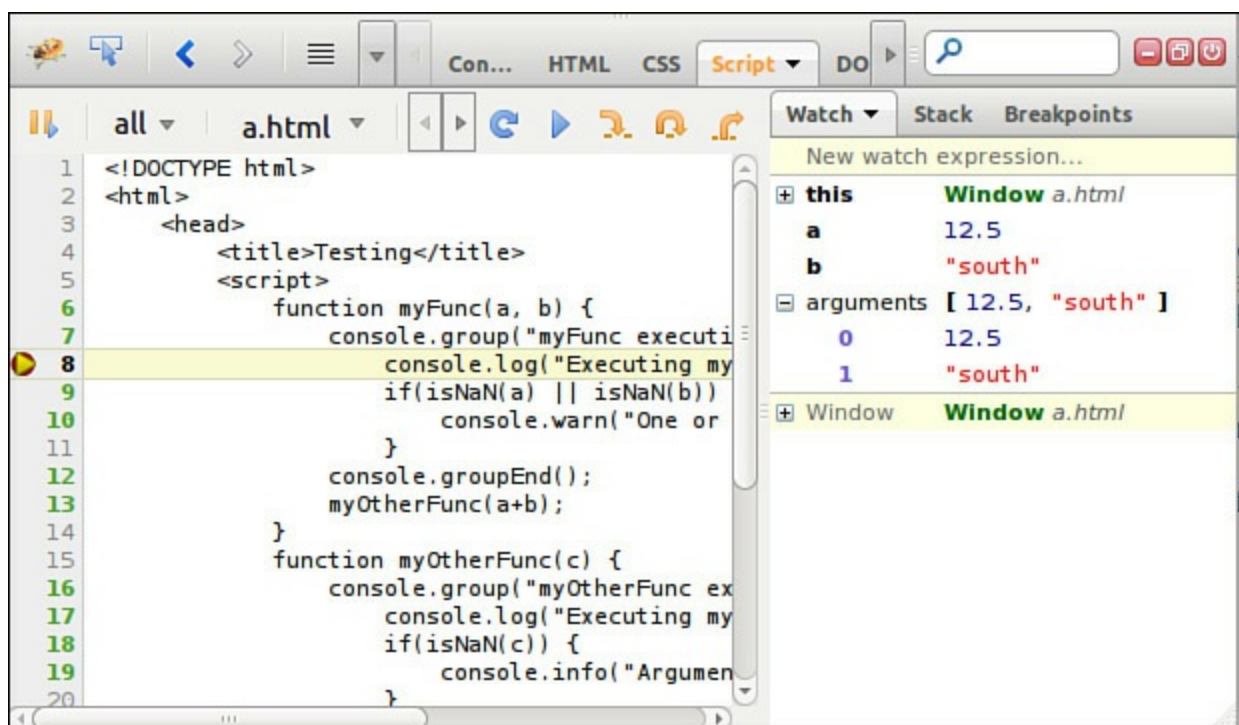 Con... HTML CSS Script DO
all a.html
Watch Stack Breakpoints
1 <!DOCTYPE html>
2 <html>
3 <head>
4 <title>Testing</title>
5 <script>
6 function myFunc(a, b) {
7 console.group("myFunc executi
8 console.log("Executing my
9 if(isNaN(a) || isNaN(b))
10 console.warn("One or
11 }
12 console.groupEnd();
13 myOtherFunc(a+b);
14 }
15 function myOtherFunc(c) {
16 console.group("myOtherFunc ex
17 console.log("Executing my
18 if(isNaN(c)) {
19 console.info("Argumen
20 }
New watch expression...
this Window a.html
a 12.5
b "south"
arguments [ 12.5, "south" ]
0 12.5
1 "south"
Window Window a.html